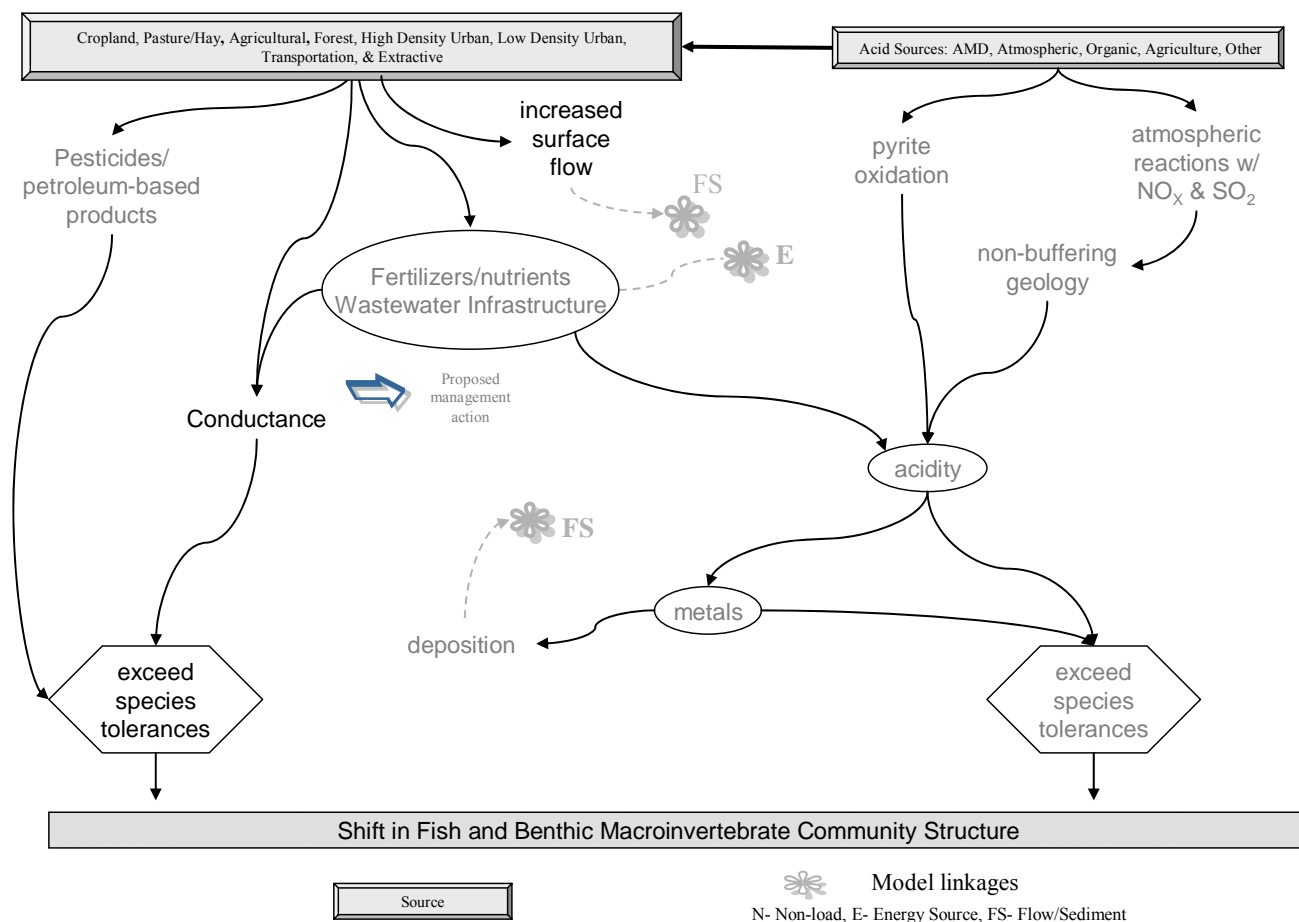 Cropland, Pasture/Hay, Agricultural, Forest, High Density Urban, Low Density Urban,
Transportation, & Extractive
Acid Sources: AMD, Atmospheric, Organic, Agriculture, Other
increased
surface
flow
Pesticides/
petroleum-based
products
pyrite
oxidation
atmospheric
reactions w/
NOX & SO2
FS
E
Fertilizers/nutrients
Wastewater Infrastructure
non-buffering
geology
Proposed
management
action
Conductance
acidity
FS
metals
deposition
exceed
species
tolerances
exceed
species
tolerances
Shift in Fish and Benthic Macroinvertebrate Community Structure
Source
Model linkages
N- Non-load, E- Energy Source, FS- Flow/Sediment